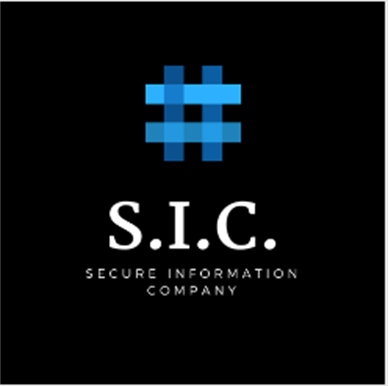 S.I.C.
SECURE INFORMATION
COMPANY